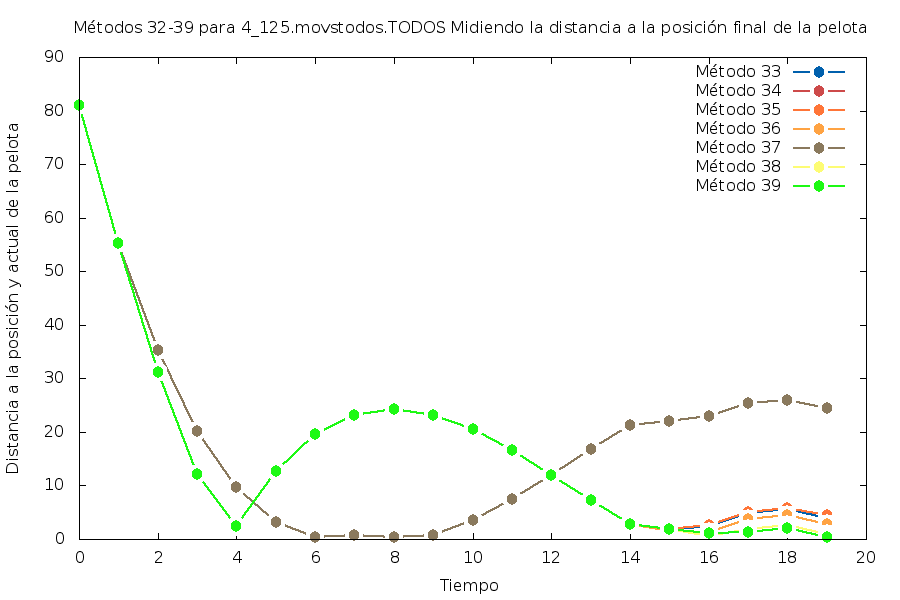 Métodos 32-39 para 4_125.movstodos.TODOS Midiendo la distancia a la posición final de la pelota
Distancia a la posición y actual de la pelota
90
80
70
60
50
40
30
20
10
0
0 2 4 6 8 10 12 14 16 18 20
Tiempo
Método 33
Método 34
Método 35
Método 36
Método 37
Método 38
Método 39